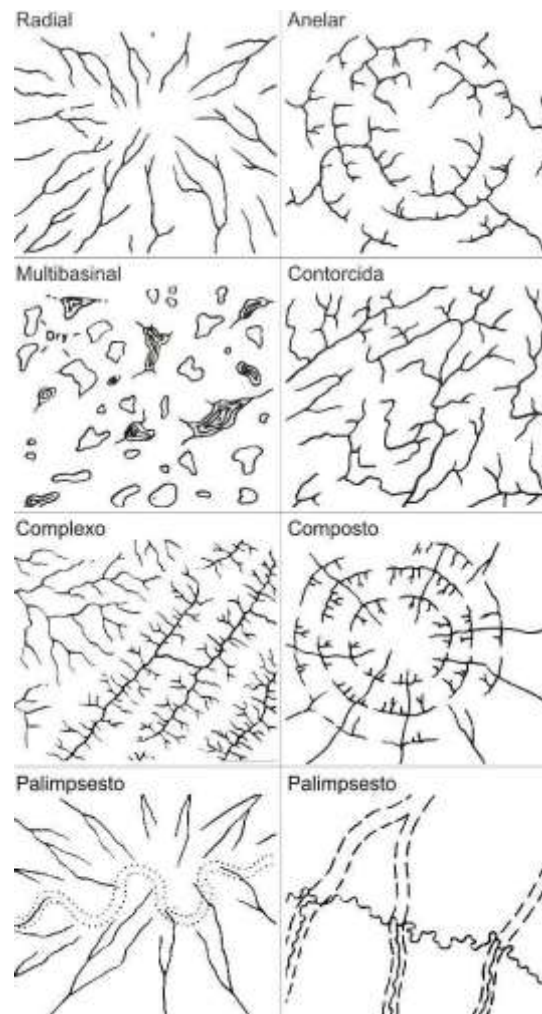 Radial
Anelar
Multibasinal
Contorcida
Dry
Complexo
Composto
Palimpsesto
Palimpsesto